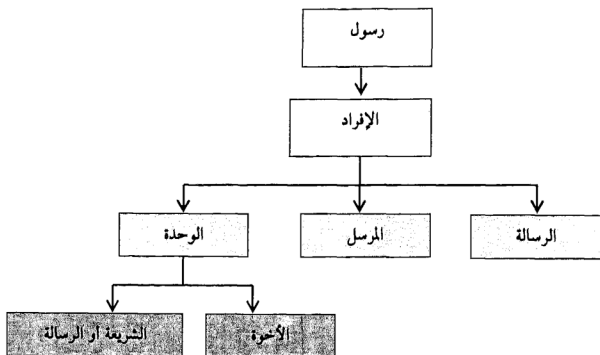 رسول
الإفراد
الرسالة
المرسل
الوحدة
الأخوة
الشريعة أو الرسالة